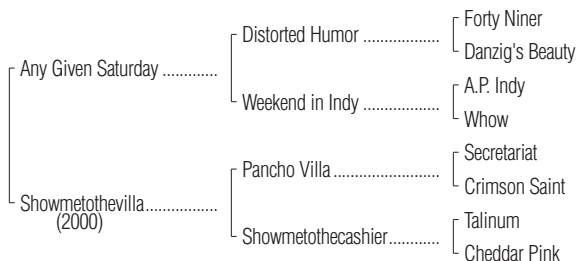 Forty Niner
Distorted Humor ..................
Danzig's Beauty
Any Given Saturday .............
A.P. Indy
Weekend in Indy ..................
Whow
Secretariat
Pancho Villa .........................
Crimson Saint
Showmetothevilla.................
(2000)
Talinum
Showmetothecashier............
Cheddar Pink